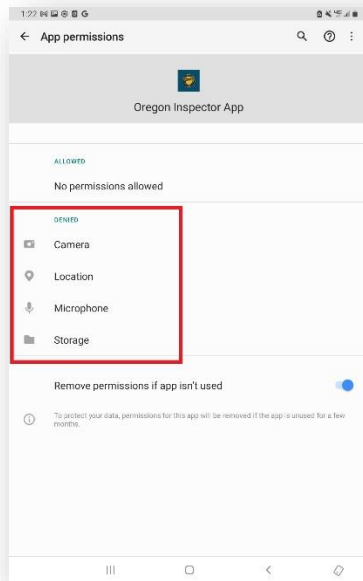 1:22
App permissions
Oregon Inspector App
ALLOWED
No permissions allowed
DENIED
Camera
Location
Microphone
Storage
Remove permissions if app isn't used
To protect your data, permissions for this app will be removed if the app is unused for a few
months.